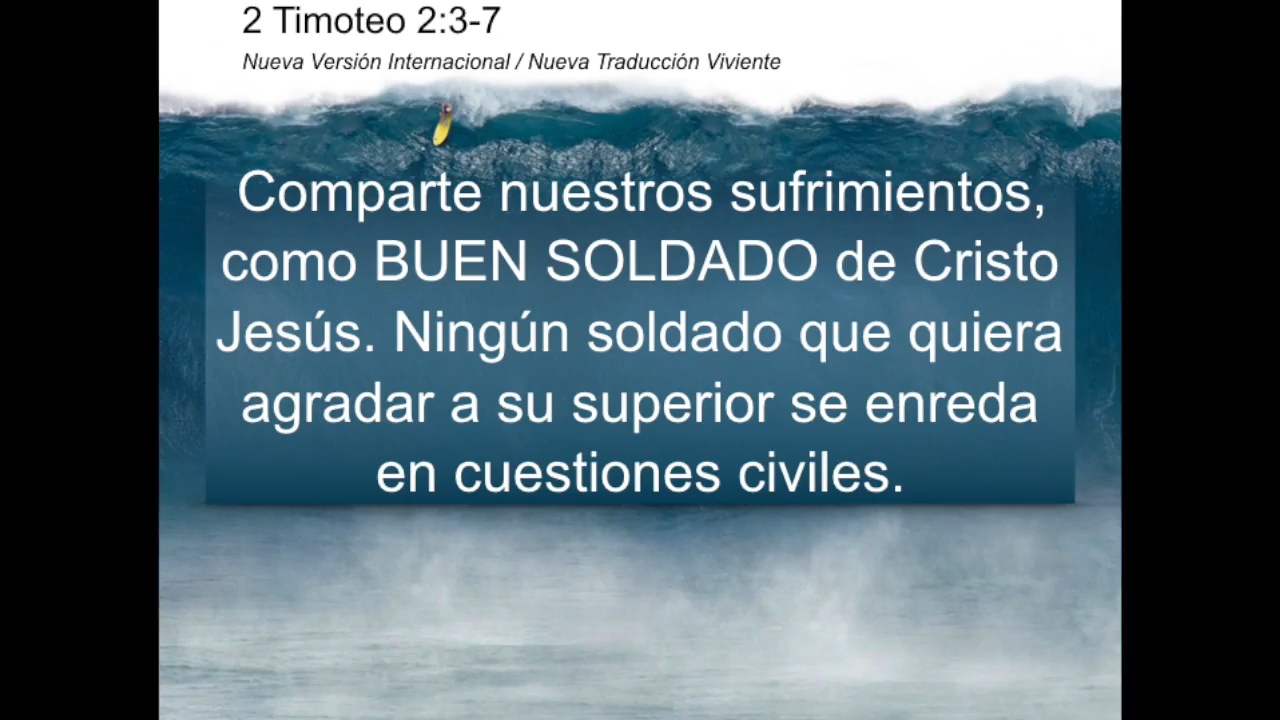 2 Timoteo 2:3-7
Nueva Versión Internacional / Nueva Traducción Viviente
Comparte nuestros sufrimientos,
como BUEN SOLDADO de Cristo
Jesús. Ningún soldado que quiera
agradar a su superior se enreda
en cuestiones civiles.